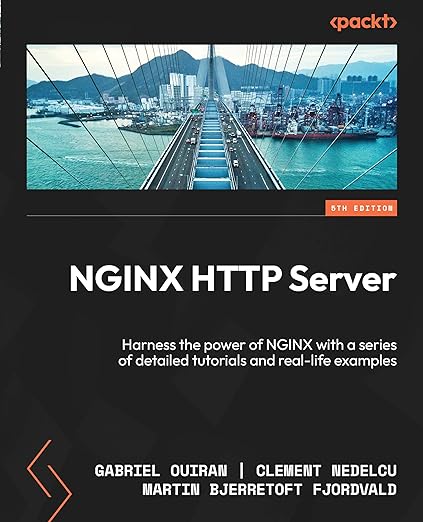 <packt>
5TH EDITION
NGINX HTTP Server
Harness the power of NGINX with a series
of detailed tutorials and real-life examples
GABRIEL OUIRAN | CLEMENT NEDELCU
MARTIN BJERRETOFT FJORDVALD